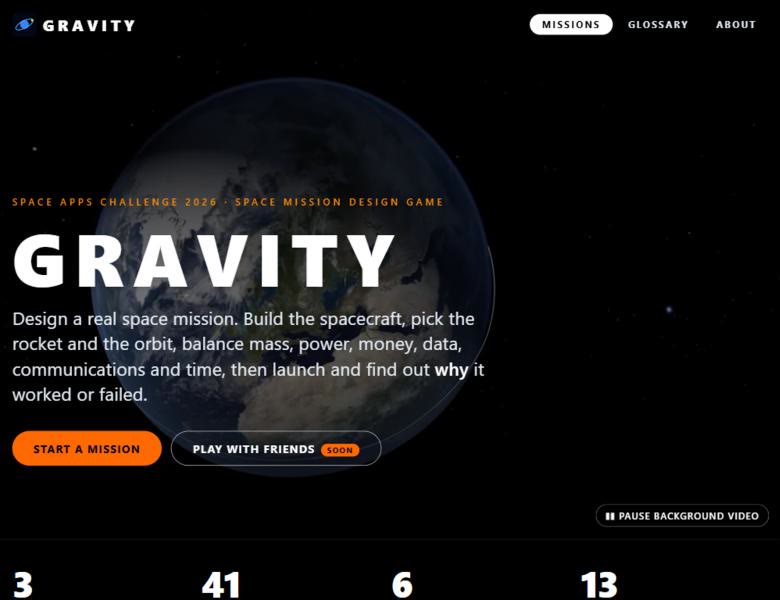 GRAVITY
MISSIONS
GLOSSARY
ABOUT
SPACE APPS CHALLENGE 2026 · SPACE MISSION DESIGN GAME
GRAVITY
Design a real space mission. Build the spacecraft, pick the
rocket and the orbit, balance mass, power, money, data,
communications and time, then launch and find out why it
worked or failed.
START A MISSION
PLAY WITH FRIENDS SOON
PAUSE BACKGROUND VIDEO
3
41
6
13